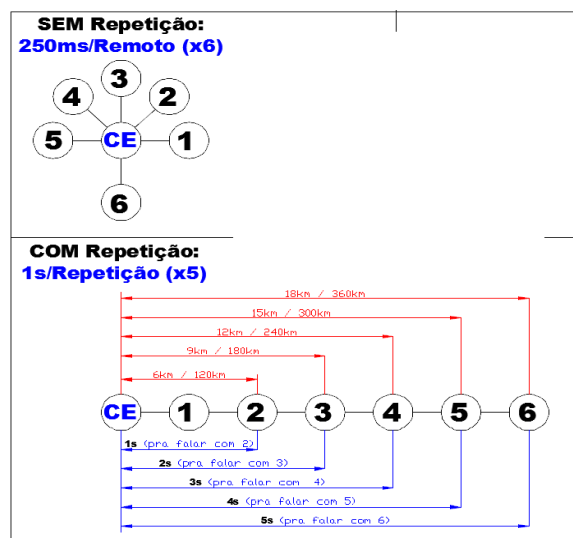 SEM Repetição:
250ms/Remoto (x6)
3
4
2
5
CE
1
6
COM Repetição:
1s/Repetição (x5)
18km / 360km
15km / 300km
12km / 240km
9km / 180km
6km / 120km
CE 1 2 3 4 5 6
1s (pra falar com 2)
2s (pra falar com 3)
3s (pra falar com 4)
4s (pra falar com 5)
5s (pra falar com 6)